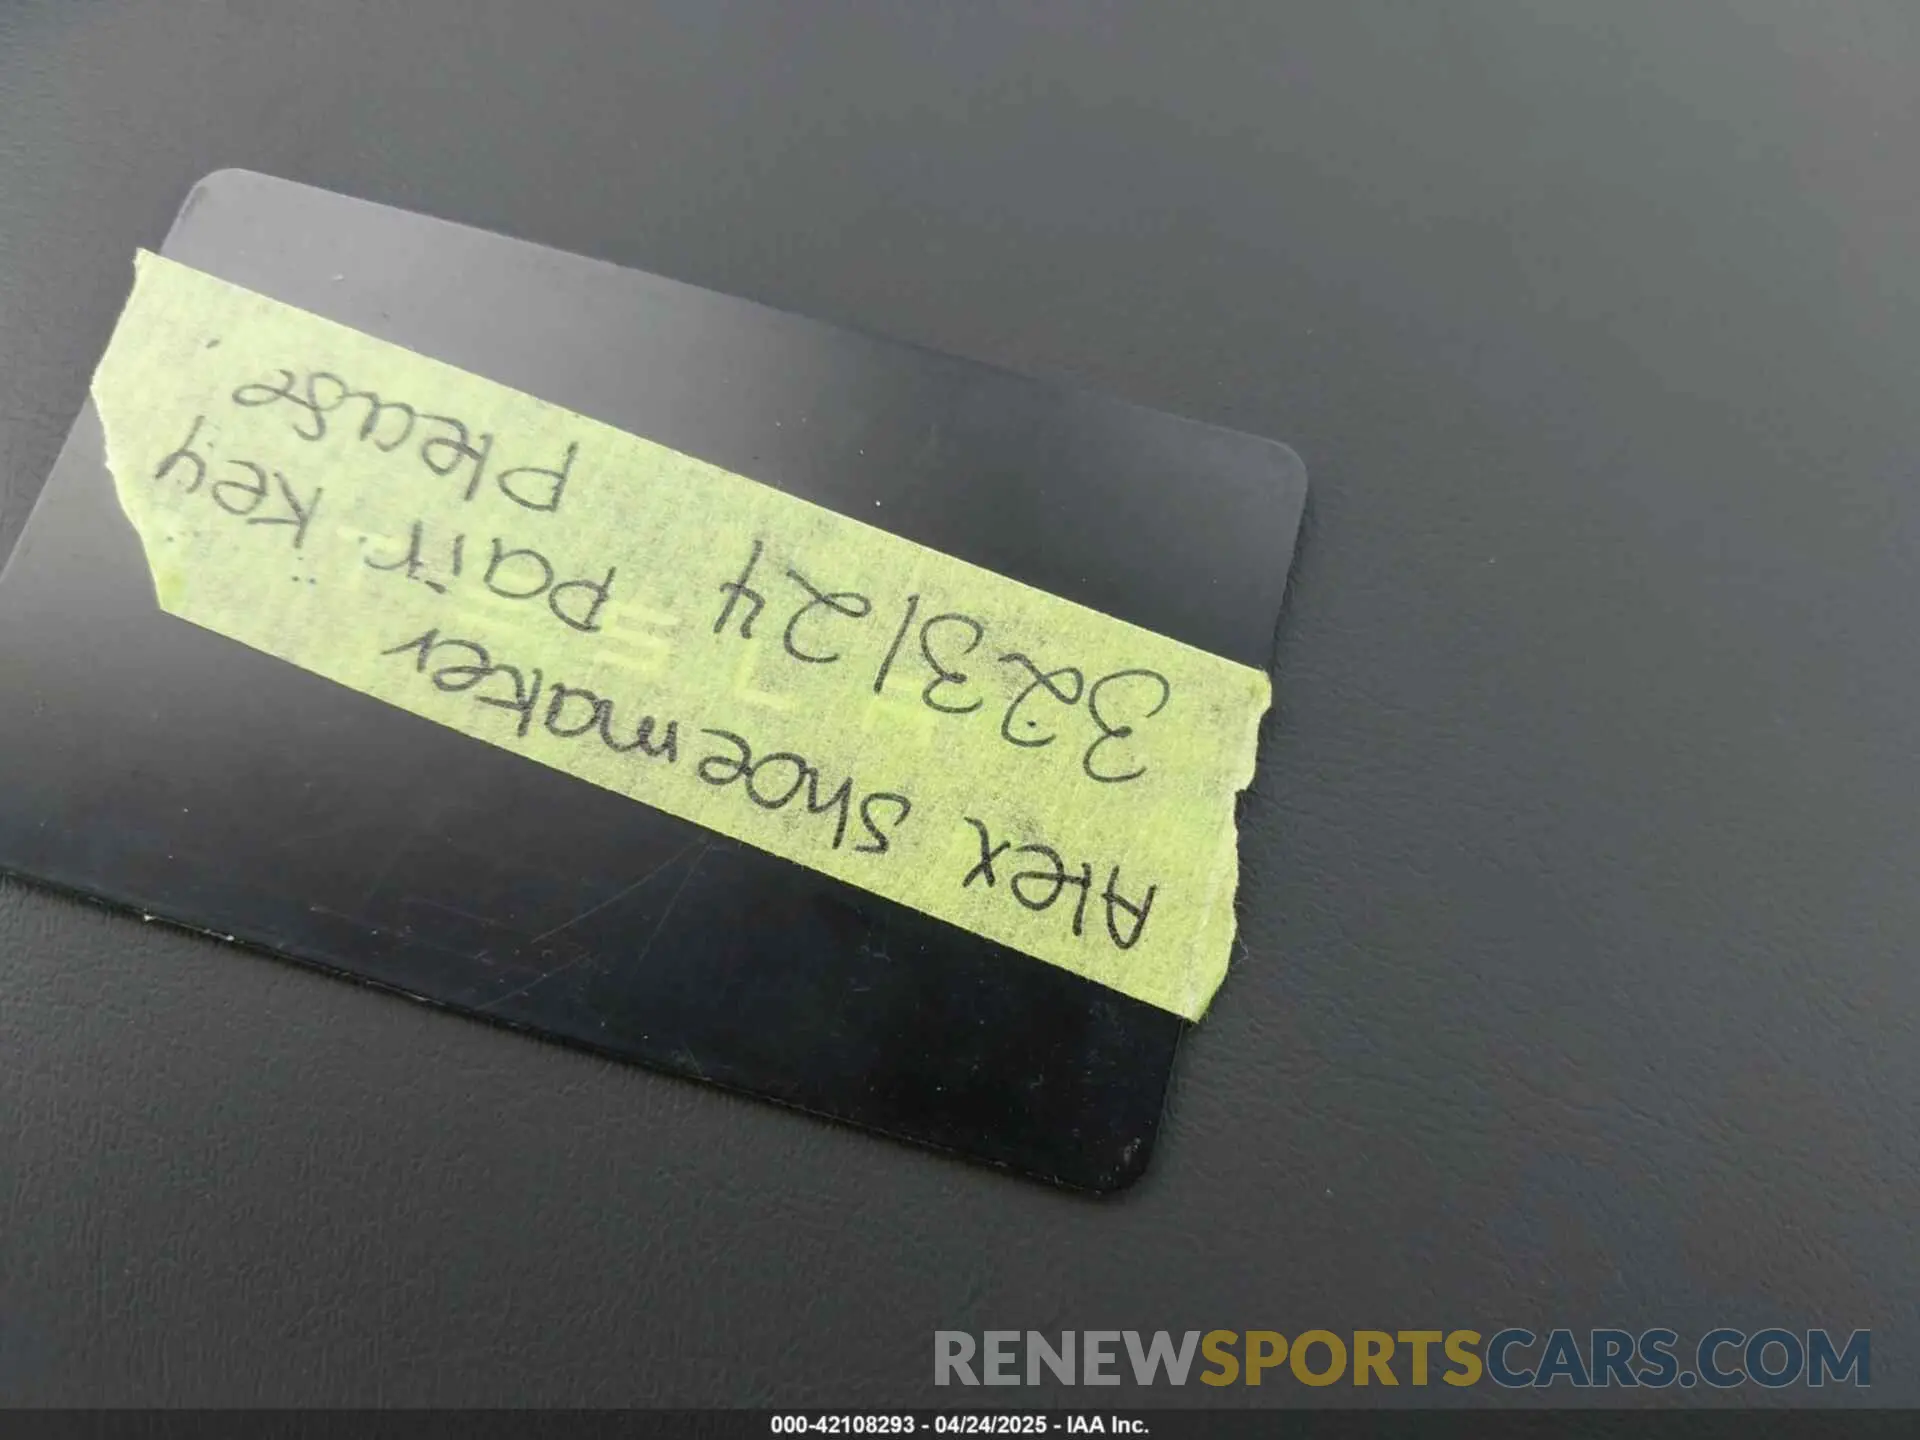 Alex Shoemaker
323124 pair key
please
RENEWSPORTSCARS.COM
000-42108293 - 04/24/2025 - IAA Inc.